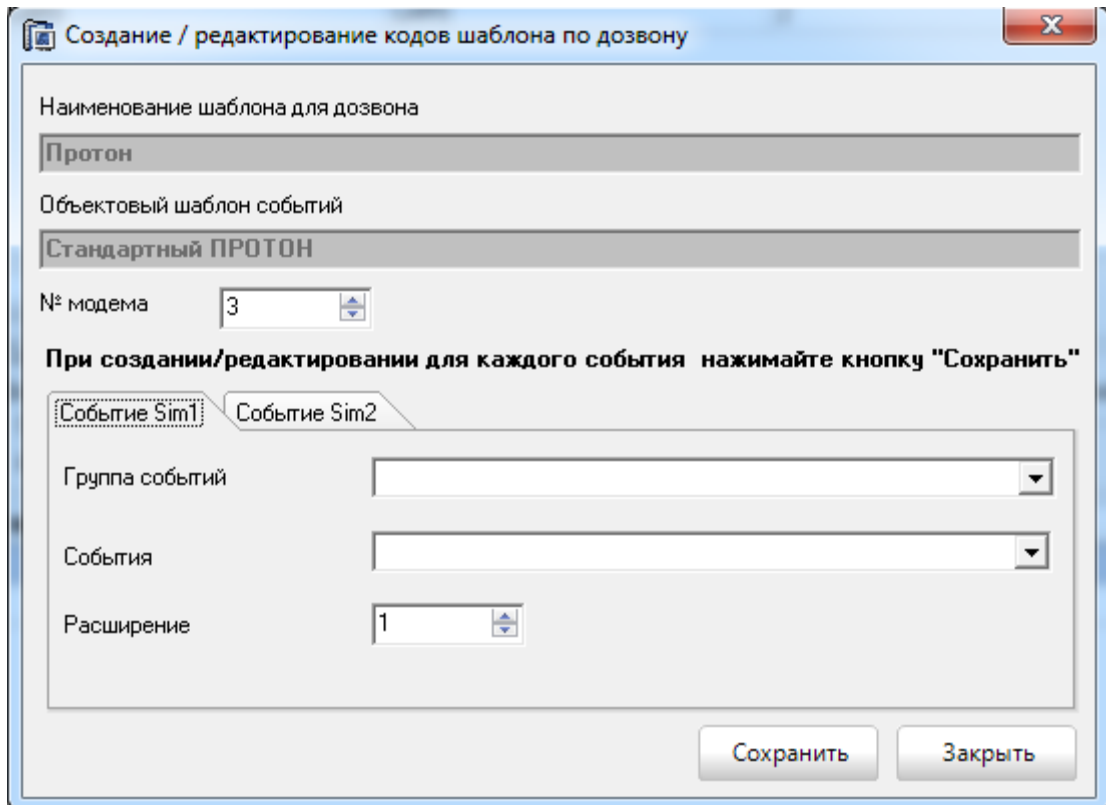 Создание / редактирование кодов шаблона по дозвону
Наименование шаблона для дозвона
Протон
Объектовый шаблон событий
Стандартный ПРОТОН
№ модема 3
При создании/редактировании для каждого события нажимайте кнопку "Сохранить"
Событие Sim1 Событие Sim2
Группа событий
События
Расширение 1
Сохранить Закрыть